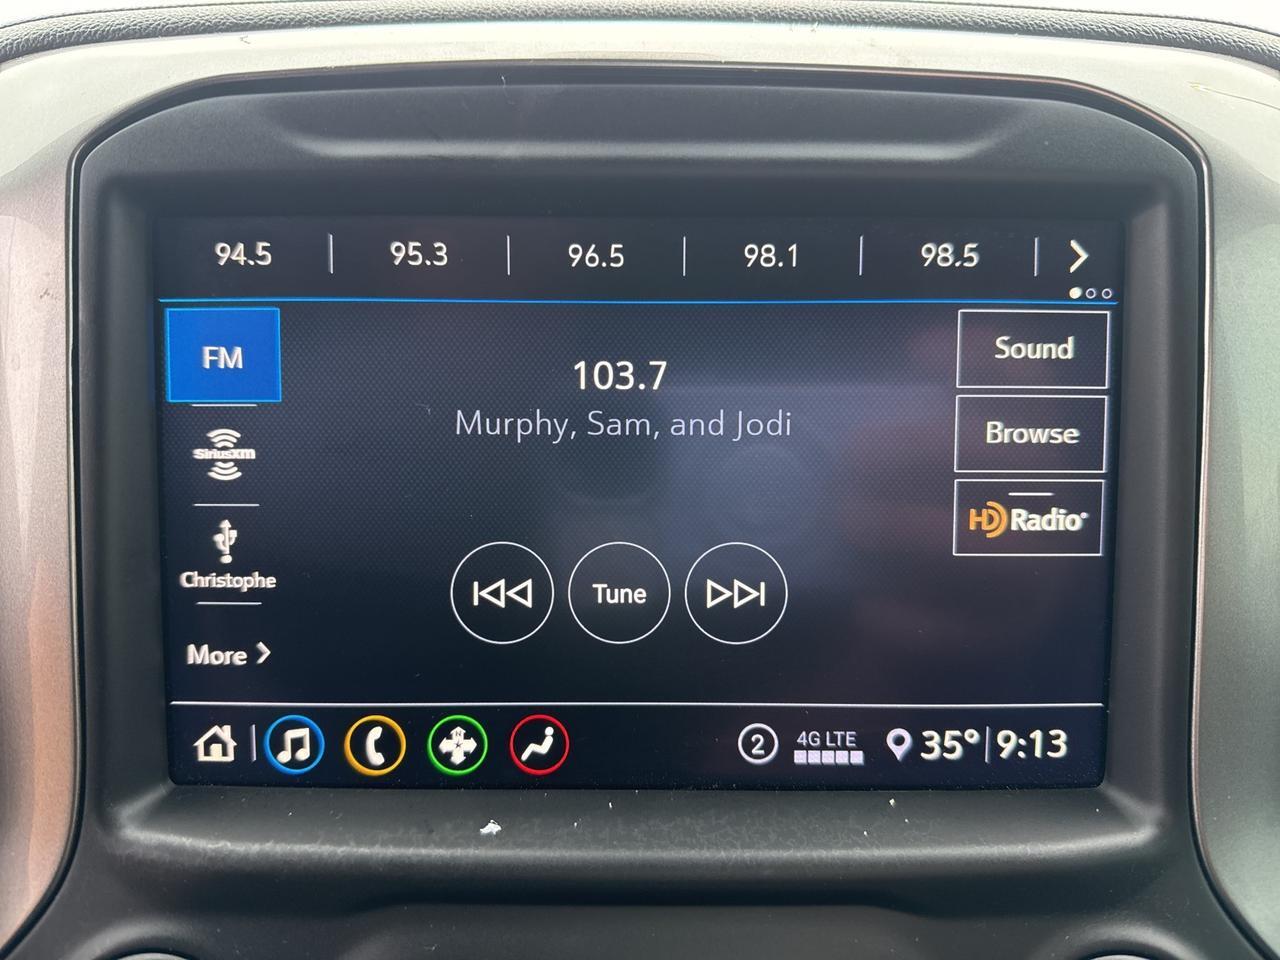 94.5 95.3 96.5 98.1 98.5
FM
103.7
Murphy, Sam, and Jodi
Sound
SiriusXm
Browse
HD Radio
Christophe
Tune
More
2 4G LTE 35° 9:13